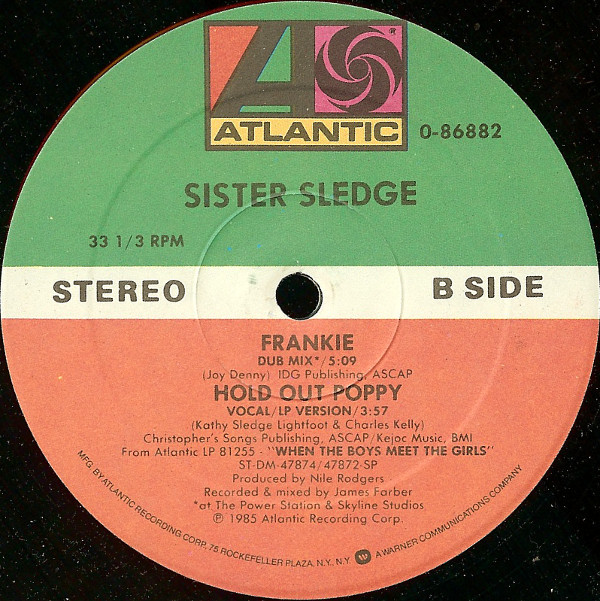 ®
ATLANTIC
0-86882
SISTER SLEDGE
33 1/3 RPM
STEREO
B SIDE
FRANKIE
DUB MIX*/5:09
(Joy Denny) IDG Publishing, ASCAP
HOLD OUT POPPY
VOCAL/LP VERSION/3:57
(Kathy Sledge Lightfoot & Charles Kelly)
Christopher's Songs Publishing, ASCAP/Kejoc Music, BMI
From Atlantic LP 81255 - "WHEN THE BOYS MEET THE GIRLS"
ST-DM-47874/47872-SP
Produced by Nile Rodgers
Recorded & mixed by James Farber
*at The Power Station & Skyline Studios
℗ 1985 Atlantic Recording Corp.
MFG. BY ATLANTIC RECORDING CORP., 75 ROCKEFELLER PLAZA, N.Y., N.Y. A WARNER COMMUNICATIONS COMPANY